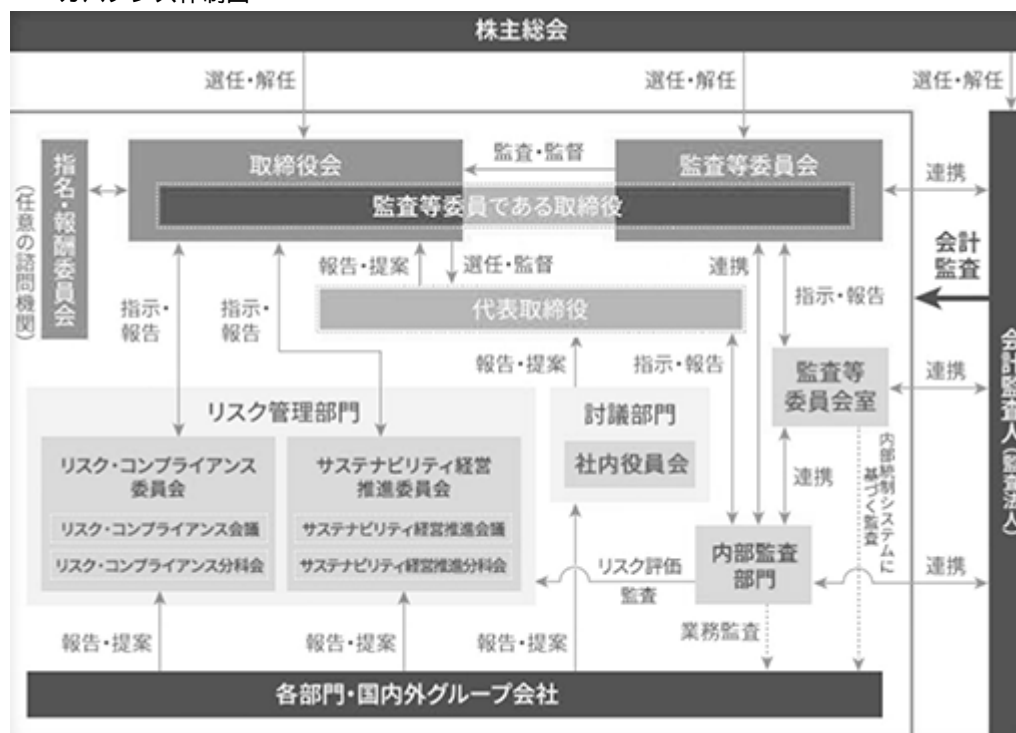 株主総会
選任・解任
選任・解任
選任・解任
指名・報酬委員会
(任意の諮問機関)
取締役会
監査・監督
監査等委員会
連携
監査等委員である取締役
会計
監査
報告・提案
選任・監督
連携
指示・報告
指示・
報告
指示・
報告
代表取締役
報告・提案
指示・報告
監査等
委員会室
連携
会計監査人(監査法人)
リスク管理部門
討議部門
社内役員会
リスク・コンプライアンス
委員会
リスク・コンプライアンス会議
リスク・コンプライアンス分科会
サステナビリティ経営
推進委員会
サステナビリティ経営推進会議
サステナビリティ経営推進分科会
連携
内部統制システムに
基づく監査
リスク評価
監査
内部監査
部門
連携
業務監査
報告・提案
報告・提案
報告・提案
各部門・国内外グループ会社